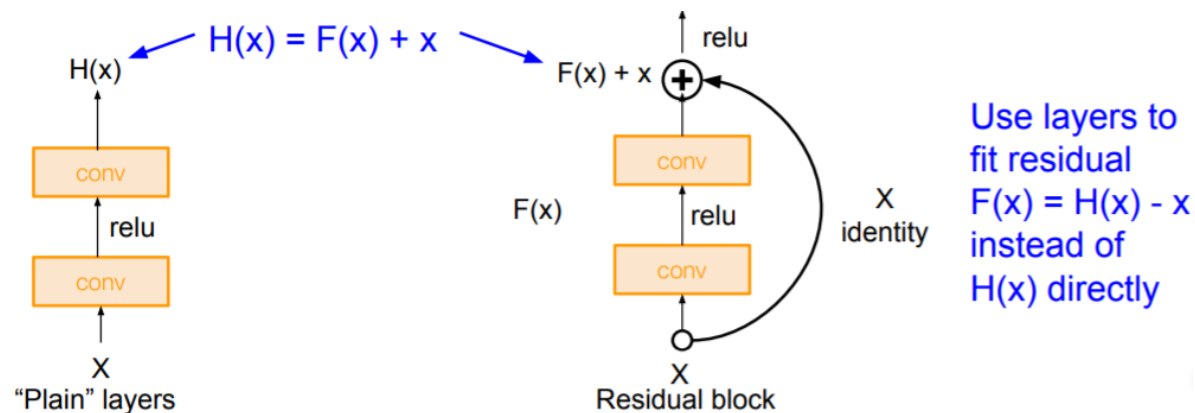 H(x) = F(x) + x
H(x)
conv
relu
conv
X
“Plain” layers
relu
F(x) + x
+
conv
F(x)
relu
conv
X
identity
X
Residual block
Use layers to
fit residual
F(x) = H(x) - x
instead of
H(x) directly